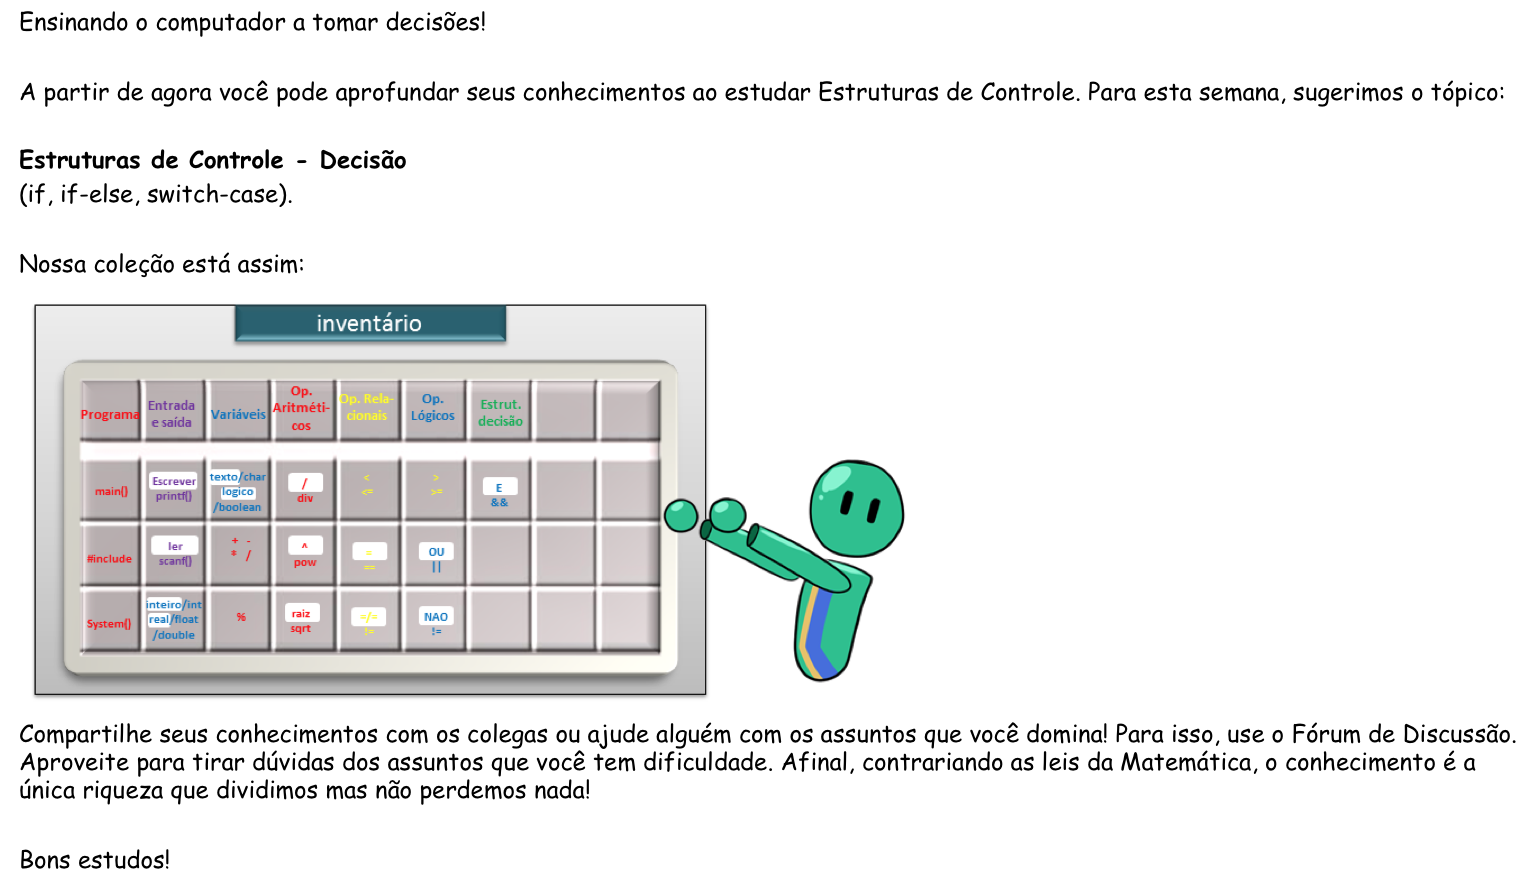 Ensinando o computador a tomar decisões!
A partir de agora você pode aprofundar seus conhecimentos ao estudar Estruturas de Controle. Para esta semana, sugerimos o tópico:
Estruturas de Controle - Decisão
(if, if-else, switch-case).
Nossa coleção está assim:
inventário
Programa
Entrada
e saída
Variáveis
Op.
Aritméti-
cos
Op. Rela-
cionais
Op.
Lógicos
Estrut.
decisão
main()
Escrever
printf()
texto/char
logico
/boolean
/
div
<
<=
>
>=
E
&&
#include
ler
scanf()
+ -
* /
^
pow
=
==
OU
||
System()
inteiro/int
real/float
/double
%
raiz
sqrt
=/=
!=
NAO
!=
Compartilhe seus conhecimentos com os colegas ou ajude alguém com os assuntos que você domina! Para isso, use o Fórum de Discussão.
Aproveite para tirar dúvidas dos assuntos que você tem dificuldade. Afinal, contrariando as leis da Matemática, o conhecimento é a
única riqueza que dividimos mas não perdemos nada!
Bons estudos!